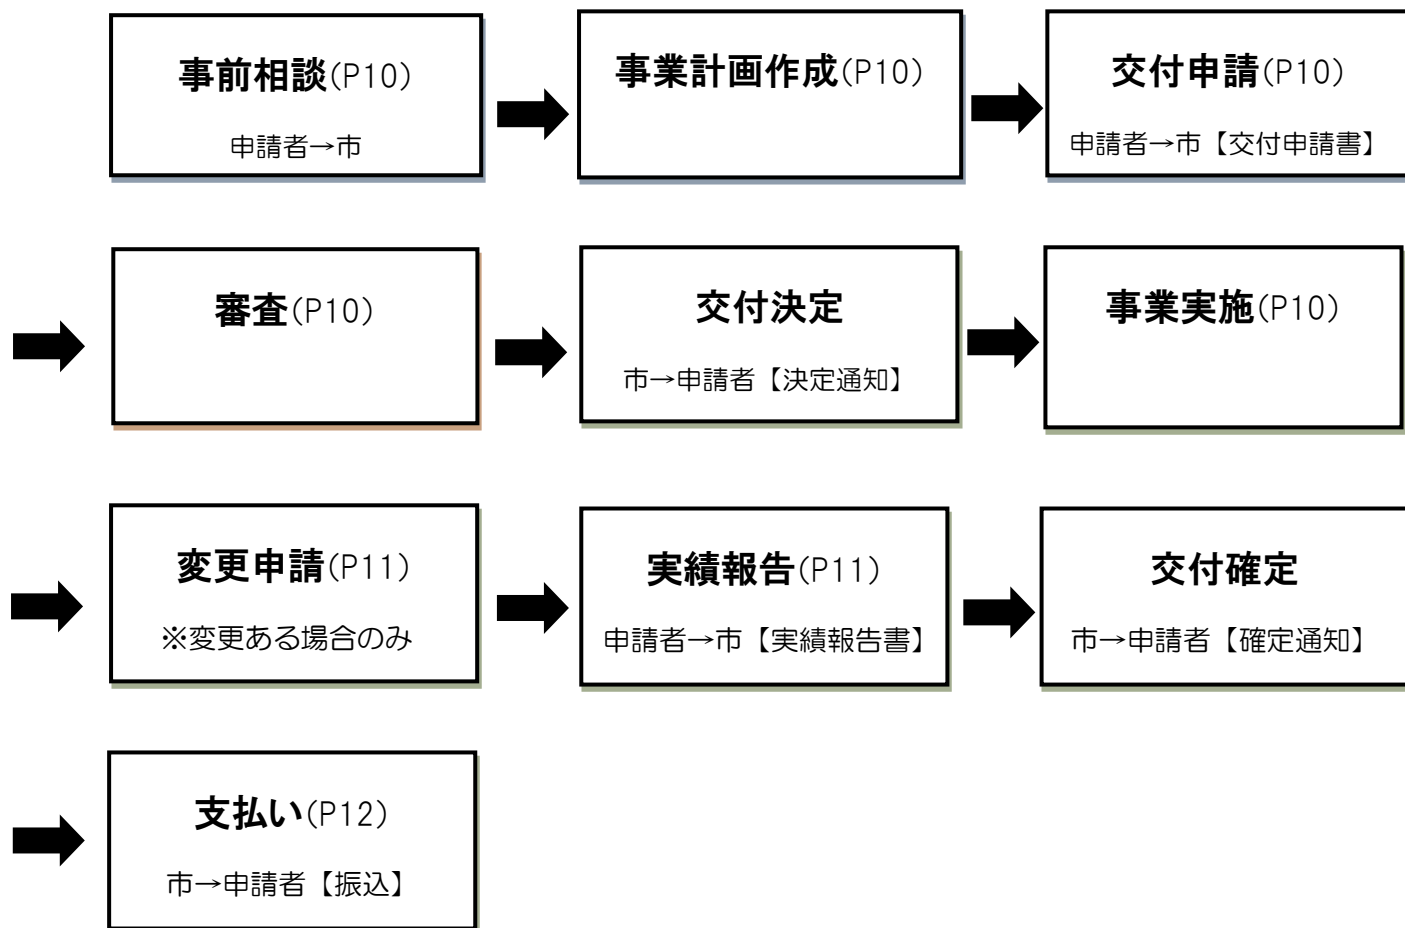 事前相談(P10)
申請者→市
事業計画作成(P10)
交付申請(P10)
申請者→市【交付申請書】
審査(P10)
交付決定
市→申請者【決定通知】
事業実施(P10)
変更申請(P11)
※変更ある場合のみ
実績報告(P11)
申請者→市【実績報告書】
交付確定
市→申請者【確定通知】
支払い(P12)
市→申請者【振込】